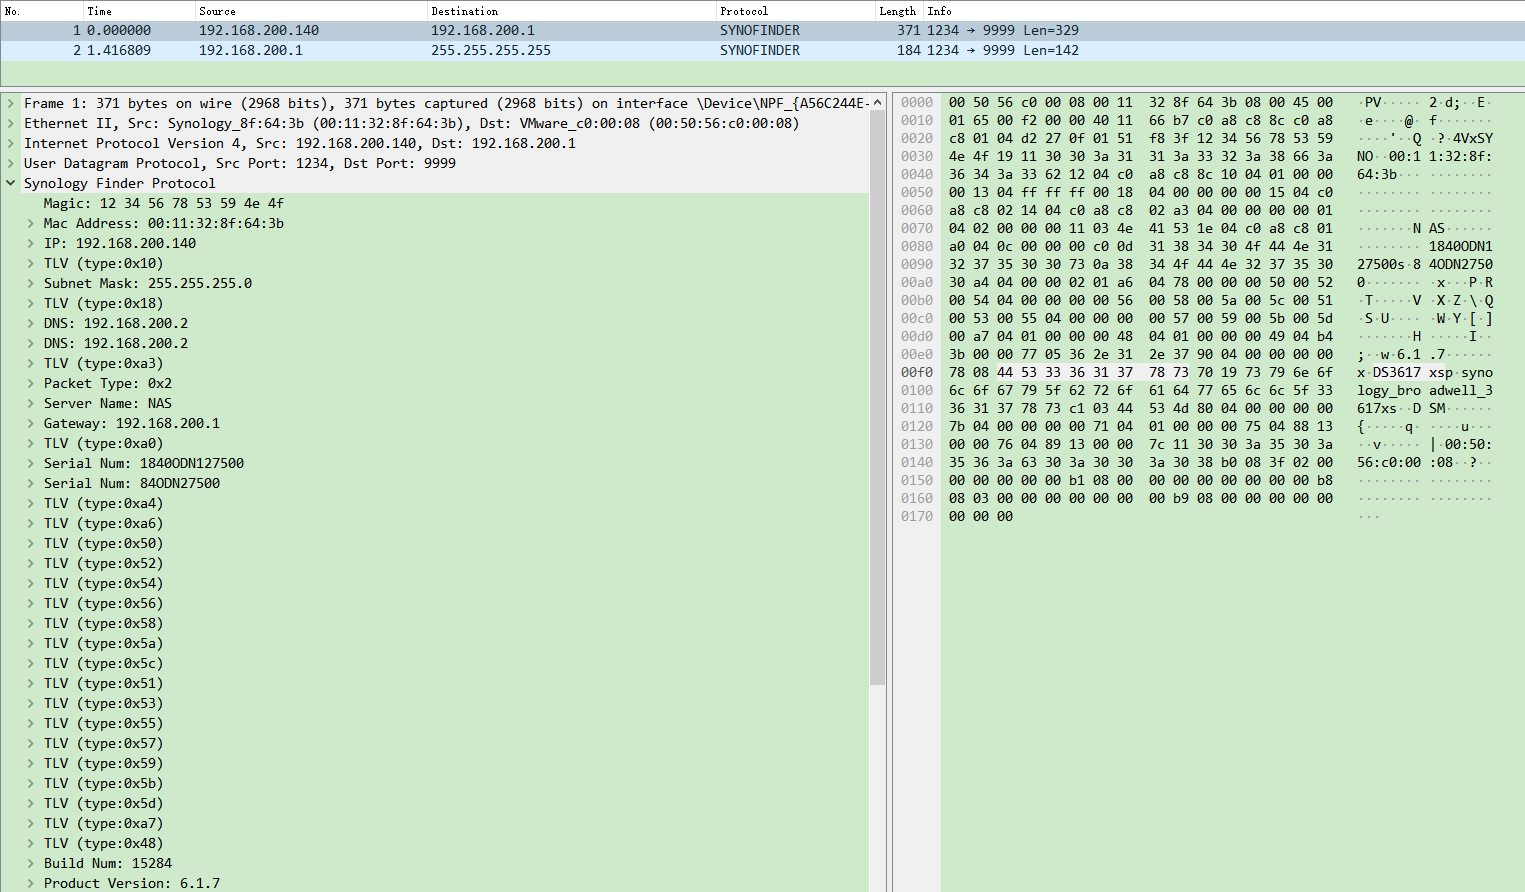 No. Time Source Destination Protocol Length Info
1 0.000000 192.168.200.140 192.168.200.1 SYNOFINDER 371 1234 → 9999 Len=329
2 1.416809 192.168.200.1 255.255.255.255 SYNOFINDER 184 1234 → 9999 Len=142
Frame 1: 371 bytes on wire (2968 bits), 371 bytes captured (2968 bits) on interface \Device\NPF_{A56C244E-
Ethernet II, Src: Synology_8f:64:3b (00:11:32:8f:64:3b), Dst: VMware_c0:00:08 (00:50:56:c0:00:08)
Internet Protocol Version 4, Src: 192.168.200.140, Dst: 192.168.200.1
User Datagram Protocol, Src Port: 1234, Dst Port: 9999
Synology Finder Protocol
Magic: 12 34 56 78 53 59 4e 4f
Mac Address: 00:11:32:8f:64:3b
IP: 192.168.200.140
TLV (type:0x10)
Subnet Mask: 255.255.255.0
TLV (type:0x18)
DNS: 192.168.200.2
DNS: 192.168.200.2
TLV (type:0xa3)
Packet Type: 0x2
Server Name: NAS
Gateway: 192.168.200.1
TLV (type:0xa0)
Serial Num: 1840ODN127500
Serial Num: 84ODN27500
TLV (type:0xa4)
TLV (type:0xa6)
TLV (type:0x50)
TLV (type:0x52)
TLV (type:0x54)
TLV (type:0x56)
TLV (type:0x58)
TLV (type:0x5a)
TLV (type:0x5c)
TLV (type:0x51)
TLV (type:0x53)
TLV (type:0x55)
TLV (type:0x57)
TLV (type:0x59)
TLV (type:0x5b)
TLV (type:0x5d)
TLV (type:0xa7)
TLV (type:0x48)
Build Num: 15284
Product Version: 6.1.7
0000 00 50 56 c0 00 08 00 11 32 8f 64 3b 08 00 45 00 ·PV·····2·d;··E·
0010 01 65 00 f2 00 00 40 11 66 b7 c0 a8 c8 8c c0 a8 ·e····@·f·······
0020 c8 01 04 d2 27 0f 01 51 f8 3f 12 34 56 78 53 59 ····'··Q·?·4VxSY
0030 4e 4f 19 11 30 30 3a 31 31 3a 33 32 3a 38 66 3a NO··00:11:32:8f:
0040 36 34 3a 33 62 12 04 c0 a8 c8 8c 10 04 01 00 00 64:3b···········
0050 00 13 04 ff ff ff 00 18 04 00 00 00 00 15 04 c0 ················
0060 a8 c8 02 14 04 c0 a8 c8 02 a3 04 00 00 00 00 01 ················
0070 04 02 00 00 00 11 03 4e 41 53 1e 04 c0 a8 c8 01 ·······NAS······
0080 a0 04 0c 00 00 00 c0 0d 31 38 34 30 4f 44 4e 31 ········1840ODN1
0090 32 37 35 30 30 73 0a 38 34 4f 44 4e 32 37 35 30 27500s·84ODN2750
00a0 30 a4 04 00 00 02 01 a6 04 78 00 00 00 50 00 52 0········x···P·R
00b0 00 54 04 00 00 00 00 56 00 58 00 5a 00 5c 00 51 ·T·····V·X·Z·\·Q
00c0 00 53 00 55 04 00 00 00 00 57 00 59 00 5b 00 5d ·S·U·····W·Y·[·]
00d0 00 a7 04 01 00 00 00 48 04 01 00 00 00 49 04 b4 ·······H·····I··
00e0 3b 00 00 77 05 36 2e 31 2e 37 90 04 00 00 00 00 ;··w·6.1.7······
00f0 78 08 44 53 33 36 31 37 78 73 70 19 73 79 6e 6f x·DS3617xsp·syno
0100 6c 6f 67 79 5f 62 72 6f 61 64 77 65 6c 6c 5f 33 logy_broadwell_3
0110 36 31 37 78 73 c1 03 44 53 4d 80 04 00 00 00 00 617xs··DSM······
0120 7b 04 00 00 00 00 71 04 01 00 00 00 75 04 88 13 {·····q·····u···
0130 00 00 76 04 89 13 00 00 7c 11 30 30 3a 35 30 3a ··v·····|·00:50:
0140 35 36 3a 63 30 3a 30 30 3a 30 38 b0 08 3f 02 00 56:c0:00:08··?··
0150 00 00 00 00 00 b1 08 00 00 00 00 00 00 00 00 b8 ················
0160 08 03 00 00 00 00 00 00 00 b9 08 00 00 00 00 00 ················
0170 00 00 00 ···